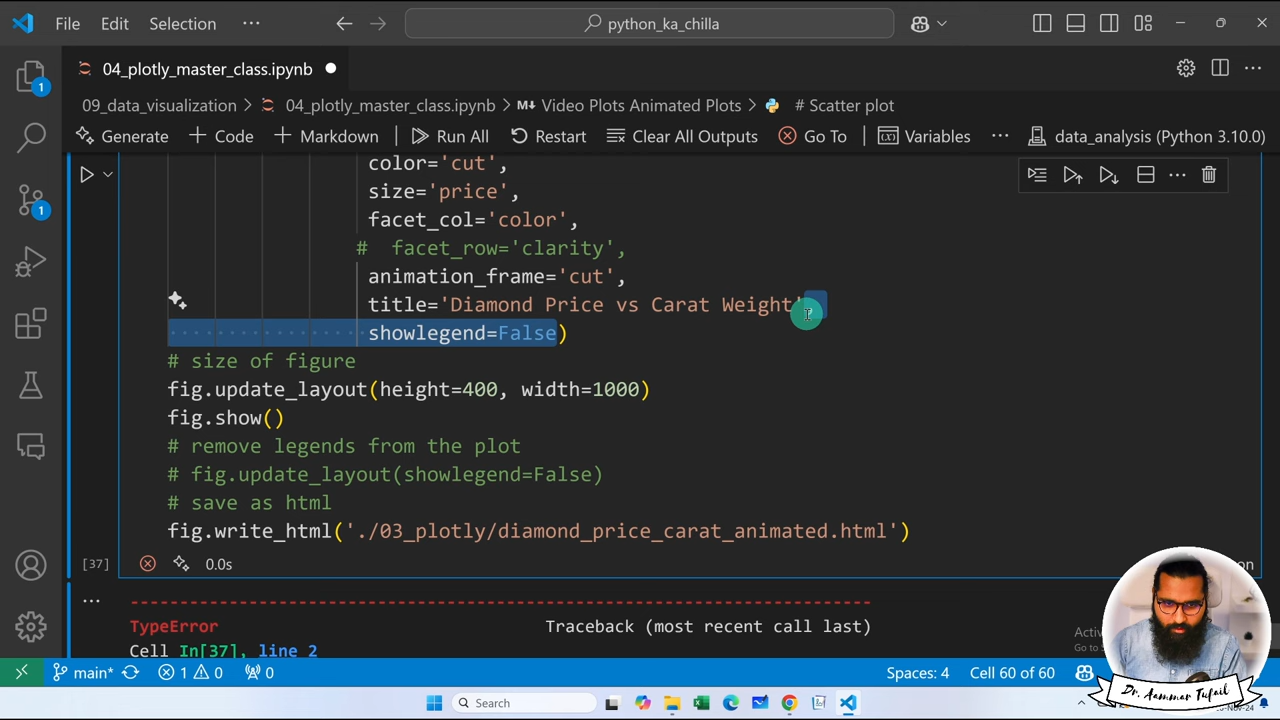 File Edit Selection ··· python_ka_chilla
04_plotly_master_class.ipynb
09_data_visualization > 04_plotly_master_class.ipynb > Video Plots Animated Plots > # Scatter plot
Generate + Code + Markdown Run All Restart Clear All Outputs Go To Variables ··· data_analysis (Python 3.10.0)
color='cut',
size='price',
facet_col='color',
# facet_row='clarity',
animation_frame='cut',
title='Diamond Price vs Carat Weight'
showlegend=False)
# size of figure
fig.update_layout(height=400, width=1000)
fig.show()
# remove legends from the plot
# fig.update_layout(showlegend=False)
# save as html
fig.write_html('./03_plotly/diamond_price_carat_animated.html')
[37] 0.0s
---------------------------------------------------------------------------
TypeError Traceback (most recent call last)
Cell In[37], line 2
main* 1 0 0 Spaces: 4 Cell 60 of 60
Search
Dr. Aammar Tufail